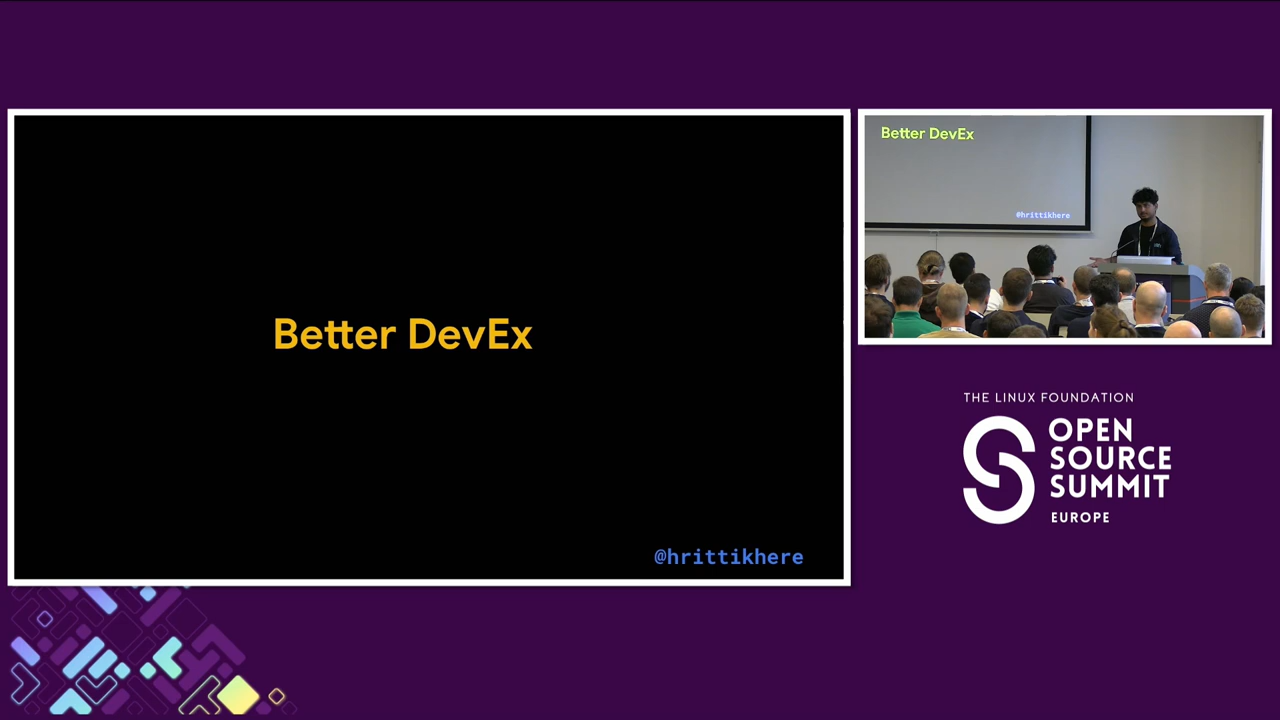 Better DevEx
@hrittikhere
Better DevEx
@hrittikhere
THE LINUX FOUNDATION
OPEN
SOURCE
SUMMIT
EUROPE